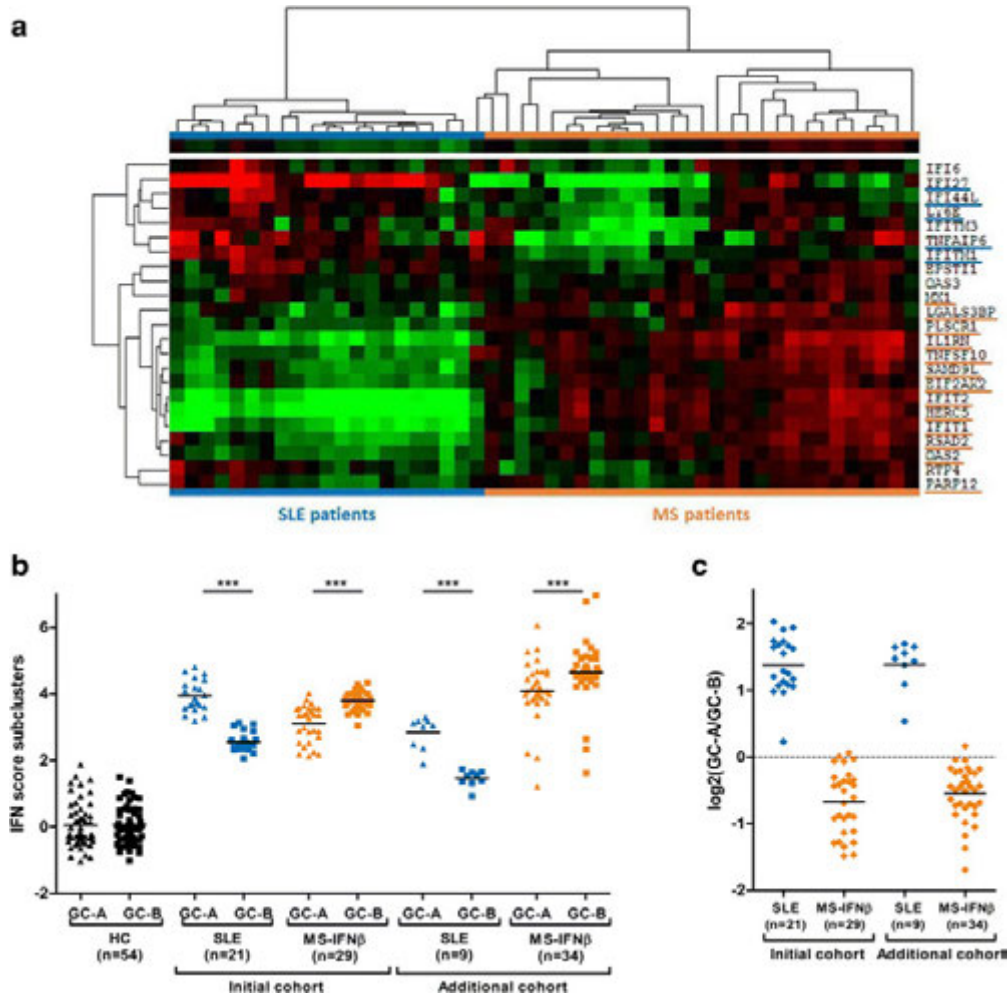 a
IFI6
IFI27
IFI44L
LY6E
IFITM3
TNFAIP6
IFITM1
EPSTI1
OAS3
MX1
LGALS3BP
PLSCR1
IL1RN
TNFSF10
SAMD9L
EIF2AK2
IFIT2
HERC5
IFIT1
RSAD2
OAS2
RTP4
PARP12
SLE patients
MS patients
b
IFN score subclusters
6
4
2
0
-2
*** *** *** ***
GC-A GC-B GC-A GC-B GC-A GC-B GC-A GC-B GC-A GC-B
HC SLE MS-IFNβ SLE MS-IFNβ
(n=54) (n=21) (n=29) (n=9) (n=34)
Initial cohort Additional cohort
c
log2(GC-A/GC-B)
2
1
0
-1
-2
SLE MS-IFNβ SLE MS-IFNβ
(n=21) (n=29) (n=9) (n=34)
Initial cohort Additional cohort